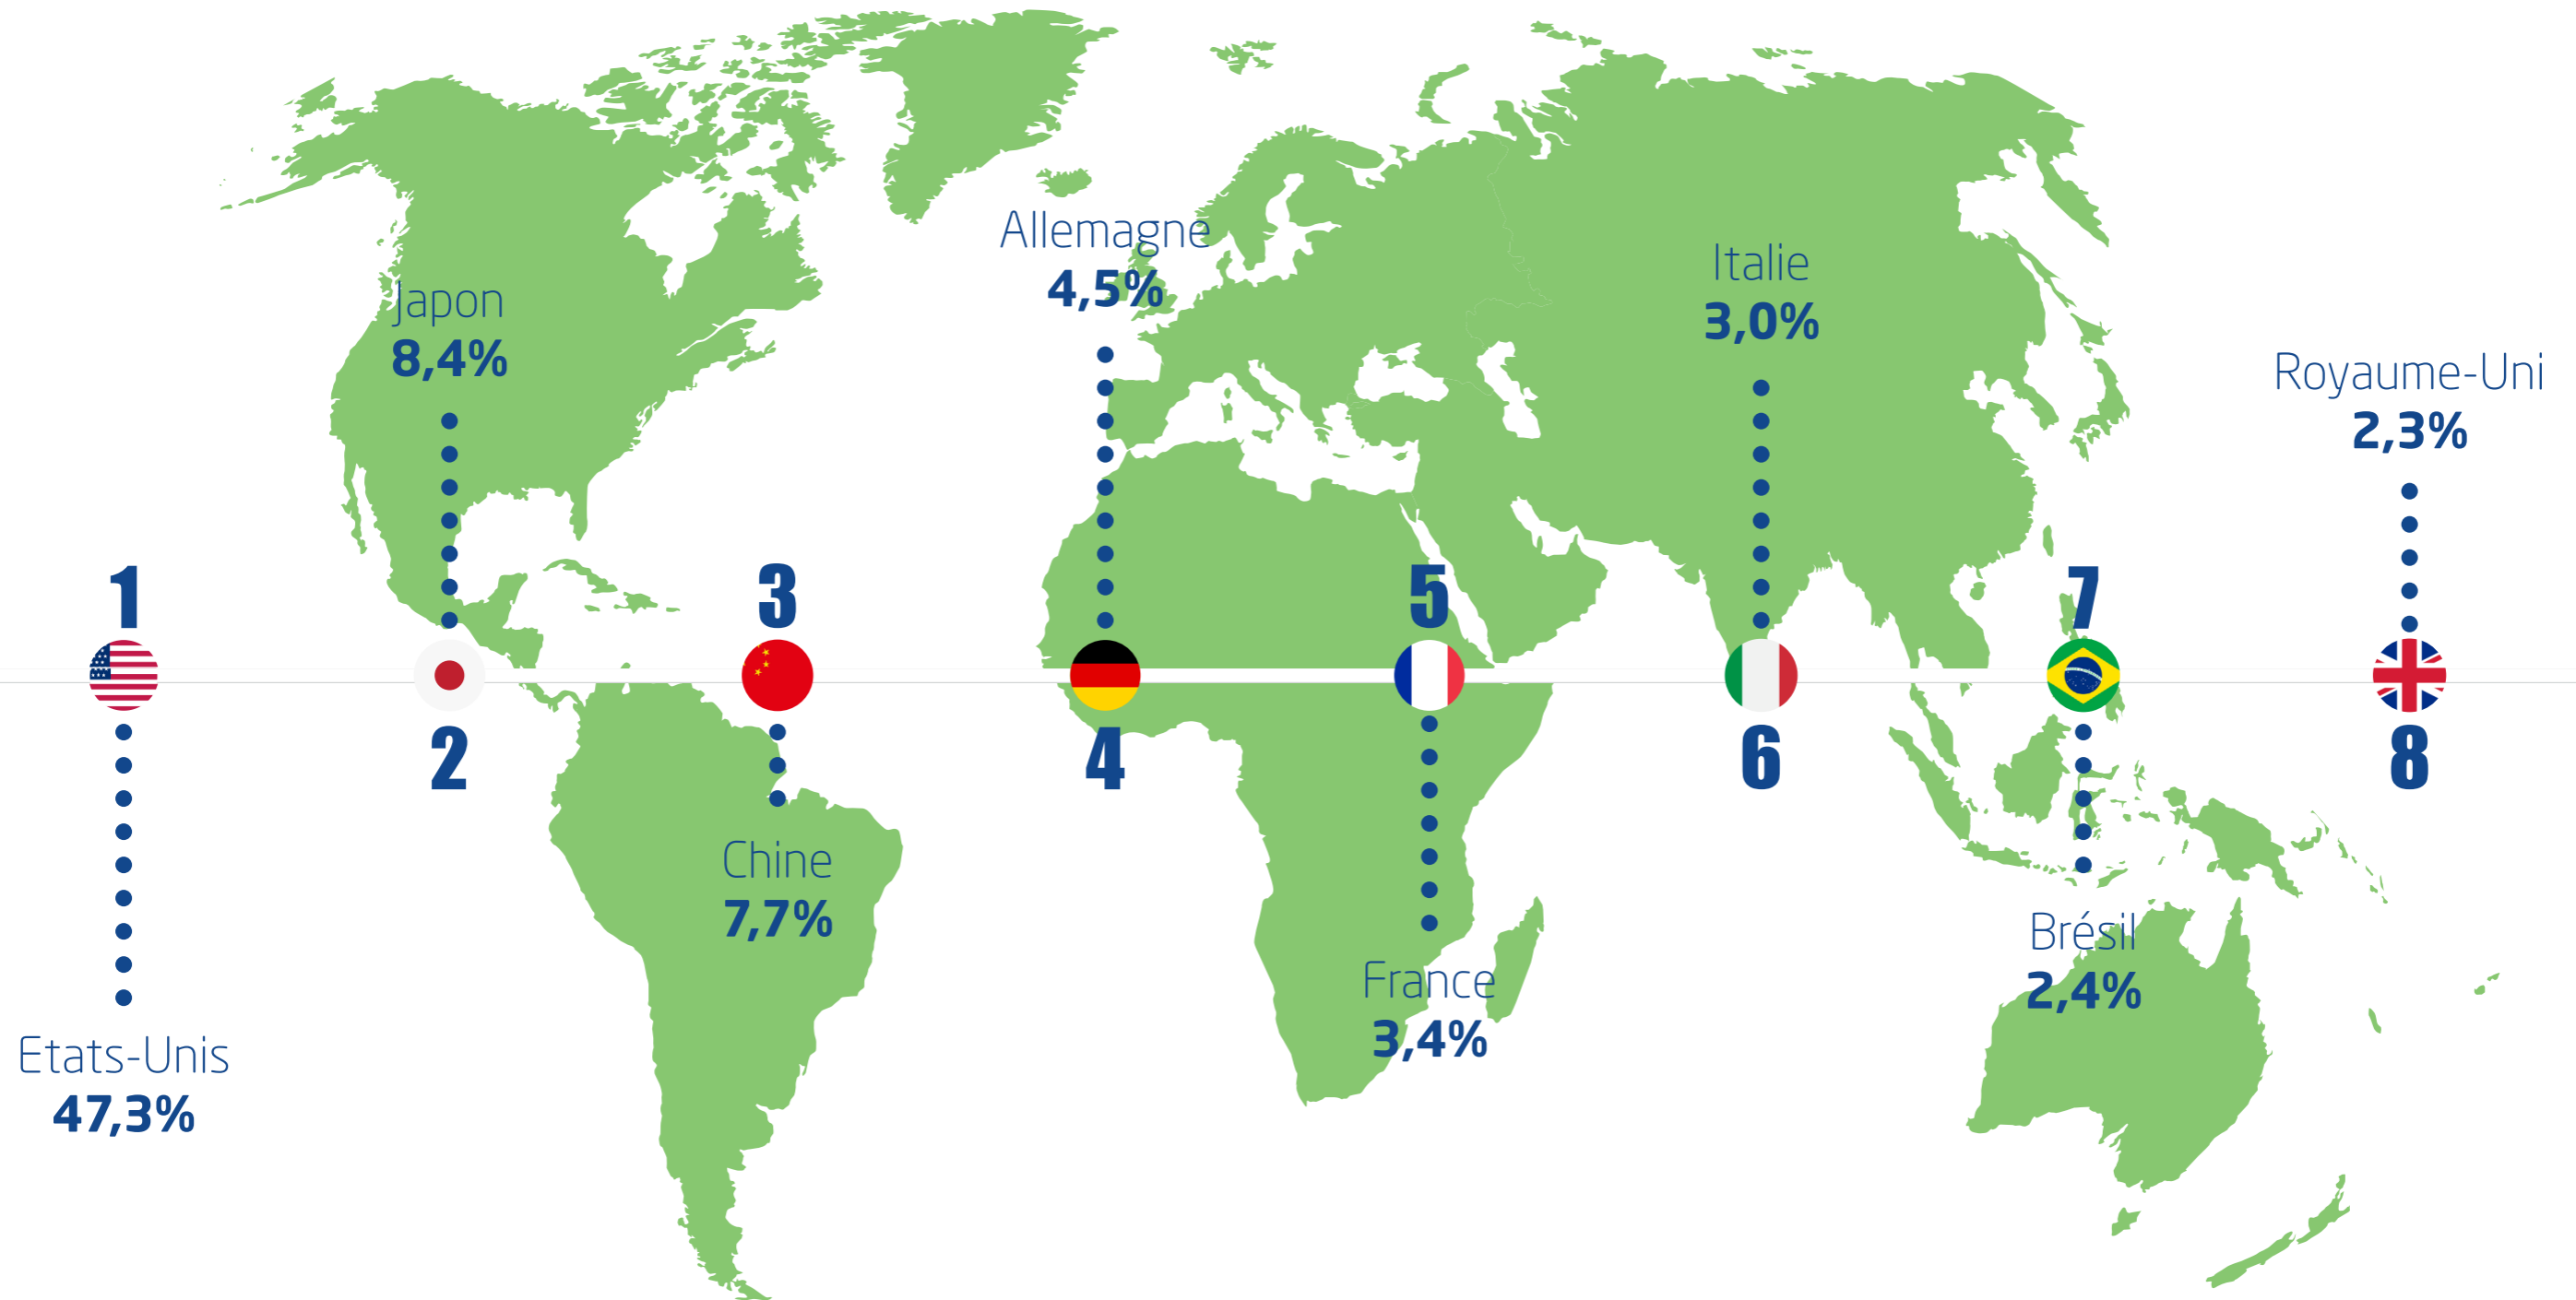 1
Etats-Unis
47,3%
Japon
8,4%
2
3
Chine
7,7%
Allemagne
4,5%
4
5
France
3,4%
Italie
3,0%
6
7
Brésil
2,4%
Royaume-Uni
2,3%
8